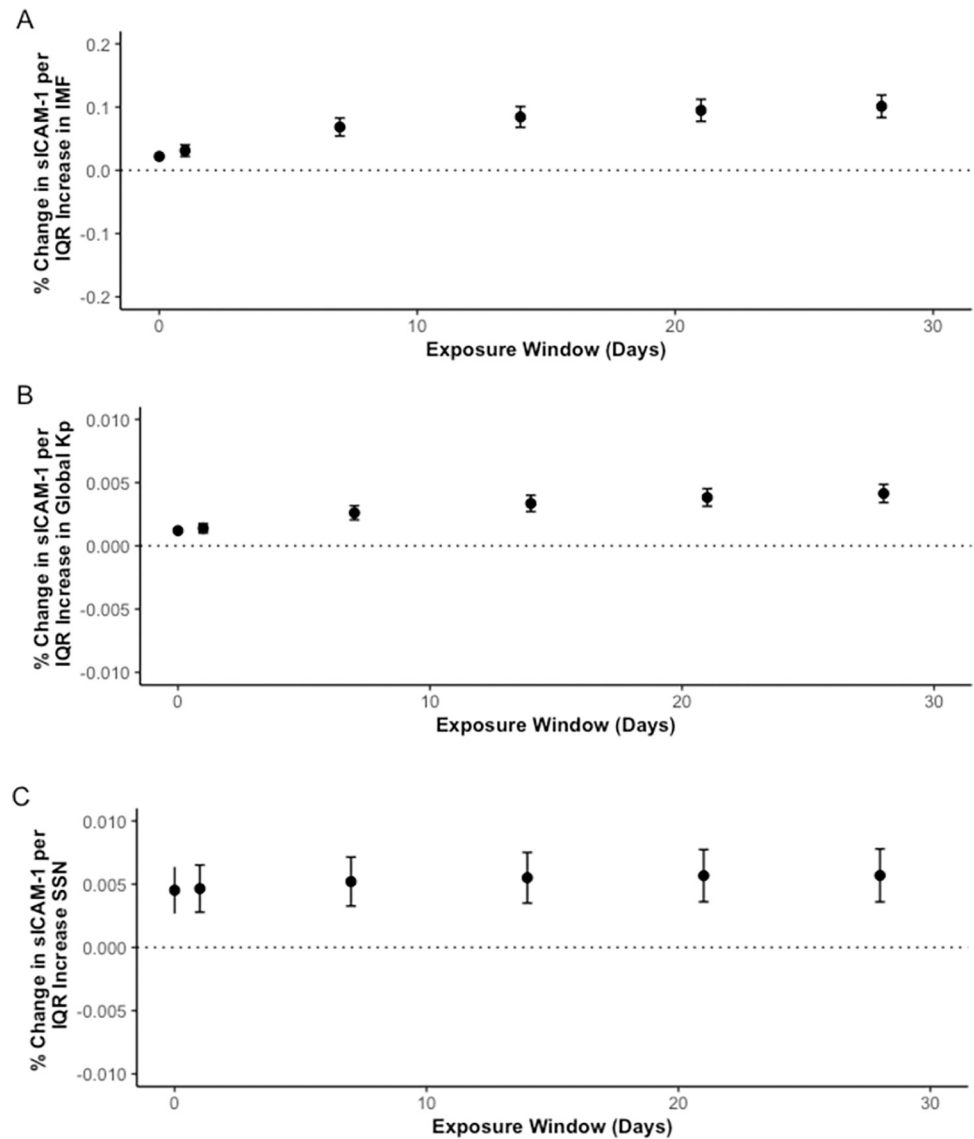 A
% Change in sICAM-1 per
IQR Increase in IMF
0.2
0.1
0.0
-0.1
-0.2
0
10
20
30
Exposure Window (Days)
B
% Change in sICAM-1 per
IQR Increase in Global Kp
0.010
0.005
0.000
-0.005
-0.010
0
10
20
30
Exposure Window (Days)
C
% Change in sICAM-1 per
IQR Increase SSN
0.010
0.005
0.000
-0.005
-0.010
0
10
20
30
Exposure Window (Days)